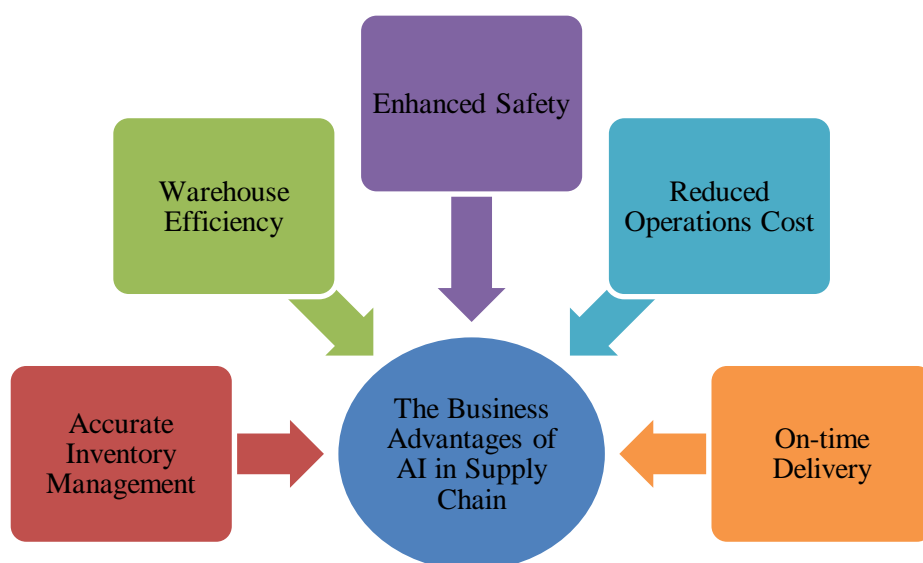 Enhanced Safety
Warehouse
Efficiency
Reduced
Operations Cost
Accurate
Inventory
Management
The Business
Advantages of
AI in Supply
Chain
On-time
Delivery